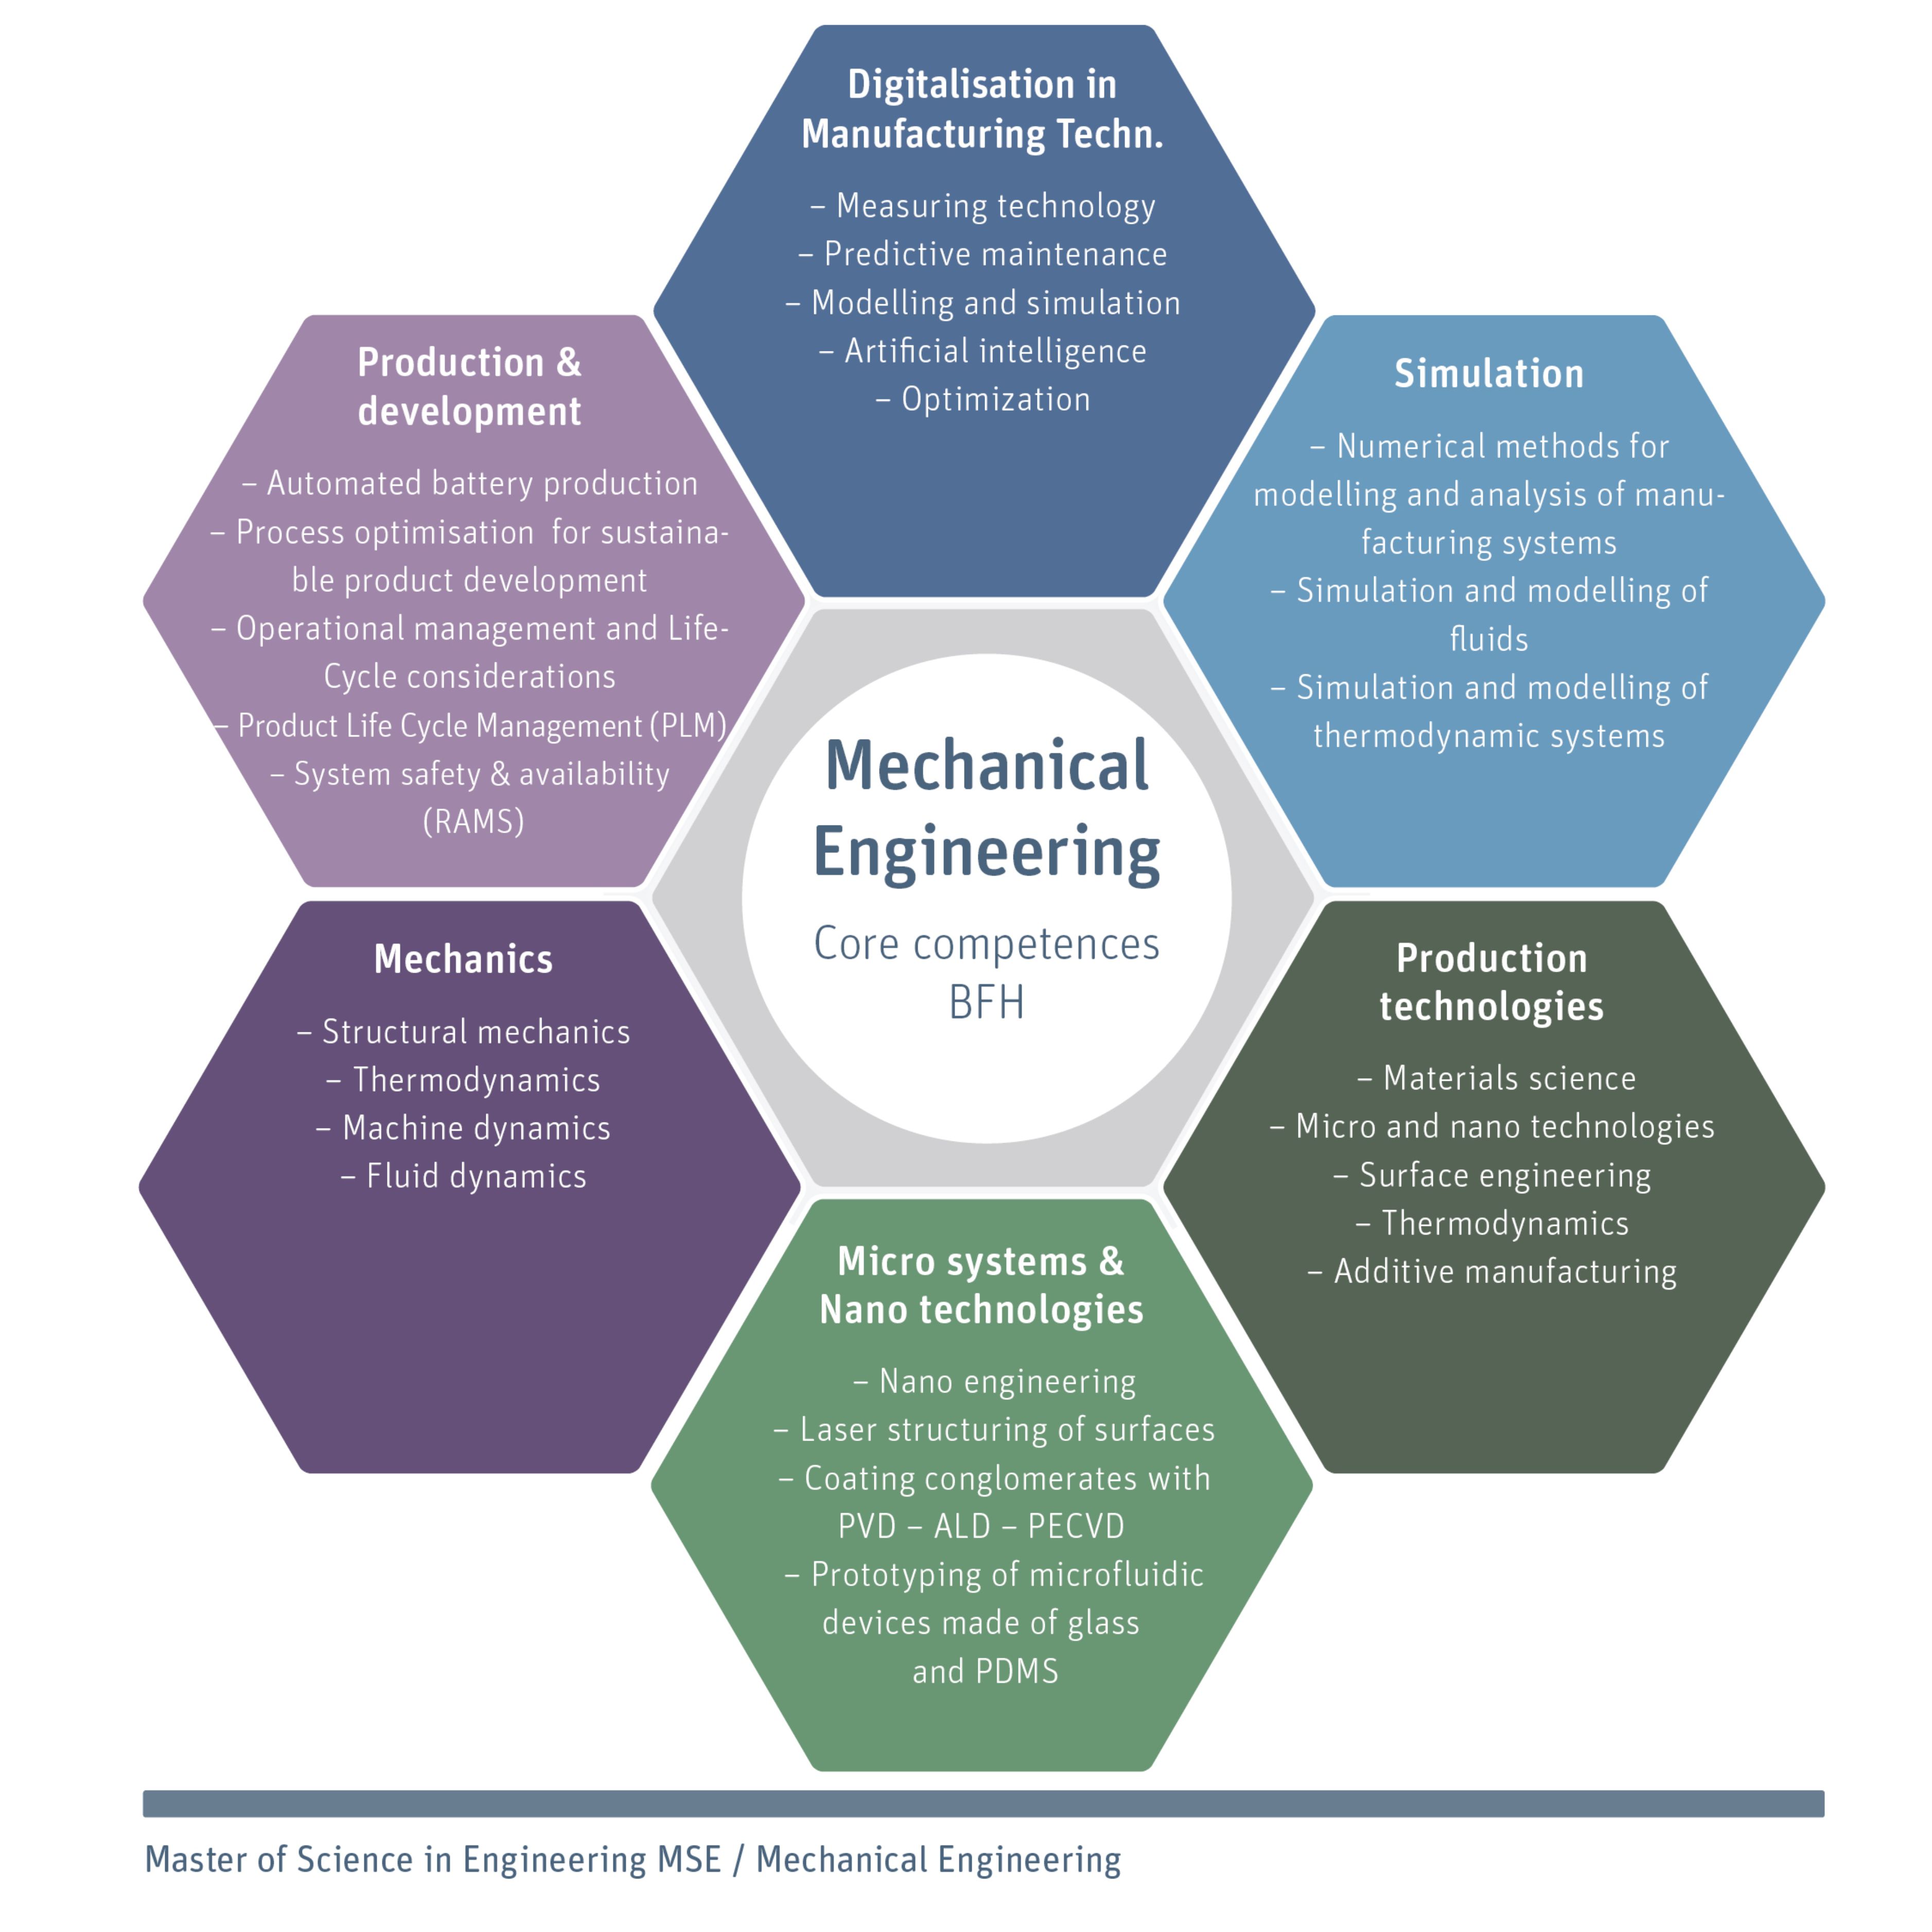 Digitalisation in
Manufacturing Techn.
– Measuring technology
– Predictive maintenance
– Modelling and simulation
– Artificial intelligence
– Optimization
Production &
development
– Automated battery production
– Process optimisation  for sustaina-
ble product development
– Operational management and Life-
Cycle considerations
– Product Life Cycle Management (PLM)
– System safety & availability
(RAMS)
Simulation
– Numerical methods for
modelling and analysis of manu-
facturing systems
– Simulation and modelling of
fluids
– Simulation and modelling of
thermodynamic systems
Mechanical
Engineering
Core competences
BFH
Mechanics
– Structural mechanics
– Thermodynamics
– Machine dynamics
– Fluid dynamics
Production
technologies
– Materials science
– Micro and nano technologies
– Surface engineering
– Thermodynamics
– Additive manufacturing
Micro systems &
Nano technologies
– Nano engineering
– Laser structuring of surfaces
– Coating conglomerates with
PVD – ALD – PECVD
– Prototyping of microfluidic
devices made of glass
and PDMS
Master of Science in Engineering MSE / Mechanical Engineering